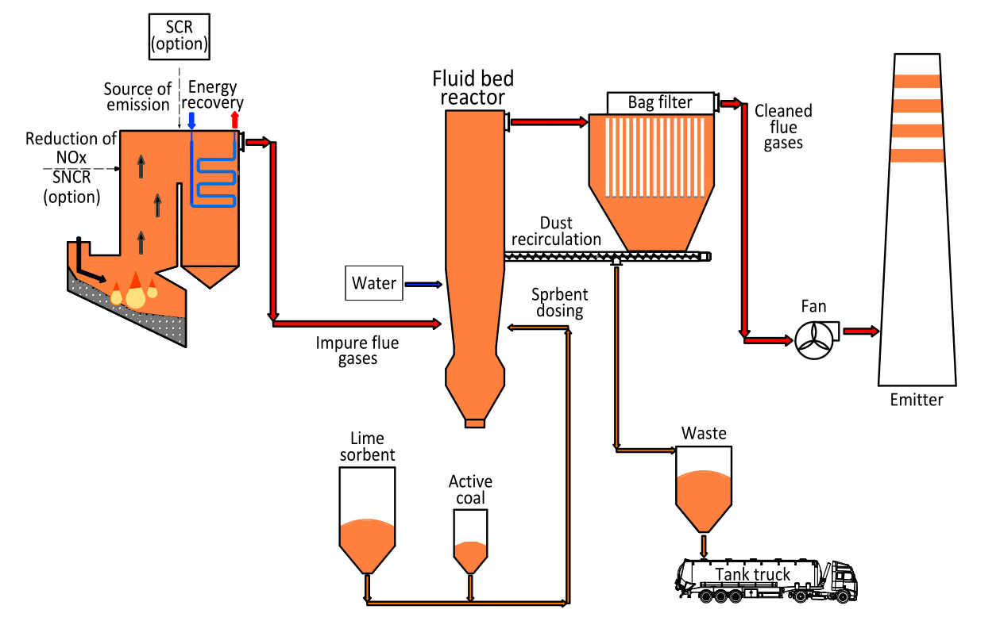 SCR
(option)
Source of
emission
Energy
recovery
Reduction of
NOx
SNCR
(option)
Fluid bed
reactor
Bag filter
Cleaned
flue
gases
Dust
recirculation
Water
Sprbent
dosing
Impure flue
gases
Fan
Emitter
Lime
sorbent
Active
coal
Waste
Tank truck